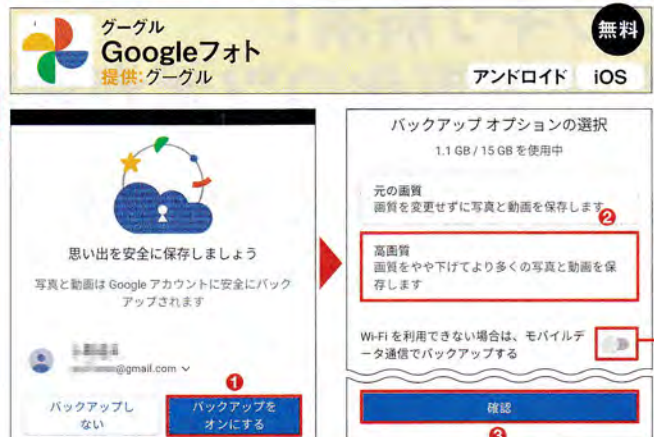 グーグル
Googleフォト
提供:グーグル
無料
アンドロイド iOS
思い出を安全に保存しましょう
写真と動画は Google アカウントに安全にバック
アップされます
@gmail.com
❶
バックアップし
ない
バックアップを
オンにする
バックアップ オプションの選択
1.1 GB / 15 GB を使用中
元の画質
画質を変更せずに写真と動画を保存します
❷
高画質
画質をやや下げてより多くの写真と動画を保
存します
Wi-Fi を利用できない場合は、モバイルデ
ータ通信でバックアップする
確認
❸